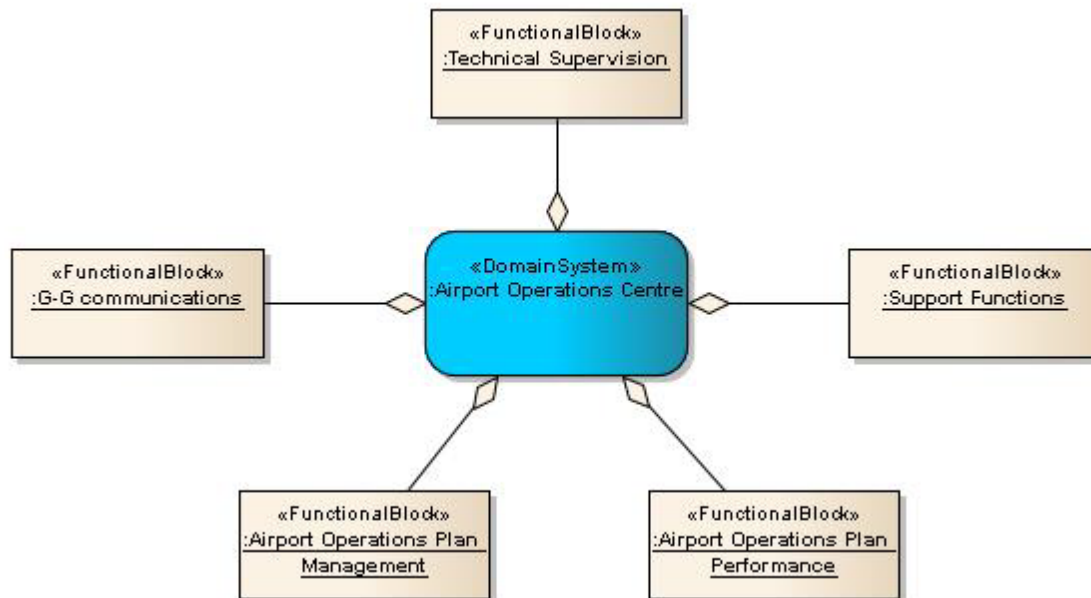 «FunctionalBlock»
:Technical Supervision
«FunctionalBlock»
:G-G communications
«DomainSystem»
:Airport Operations Centre
«FunctionalBlock»
:Support Functions
«FunctionalBlock»
:Airport Operations Plan
Management
«FunctionalBlock»
:Airport Operations Plan
Performance